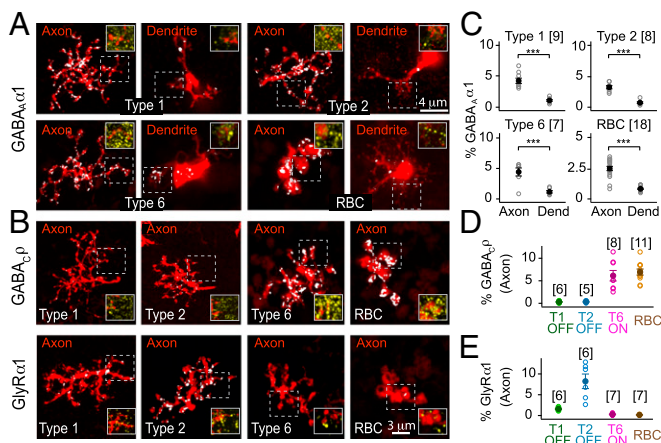 A
GABAAα1
Axon
Dendrite
Axon
Dendrite
Type 1
Type 2
4 μm
Axon
Dendrite
Axon
Dendrite
Type 6
RBC
B
GABACρ
Axon
Axon
Axon
Axon
Type 1
Type 2
Type 6
RBC
GlyRα1
Axon
Axon
Axon
Axon
Type 1
Type 2
Type 6
RBC
3 μm
C
% GABAAα1
Type 1 [9]
Type 2 [8]
10
5
0
***
10
5
0
***
Type 6 [7]
RBC [18]
10
5
0
***
5
2.5
0
***
Axon
Dend
Axon
Dend
D
% GABACρ
(Axon)
15
10
5
0
[6]
[5]
[8]
[11]
T1
OFF
T2
OFF
T6
ON
RBC
E
% GlyRα1
(Axon)
15
10
5
0
[6]
[6]
[7]
[7]
T1
OFF
T2
OFF
T6
ON
RBC